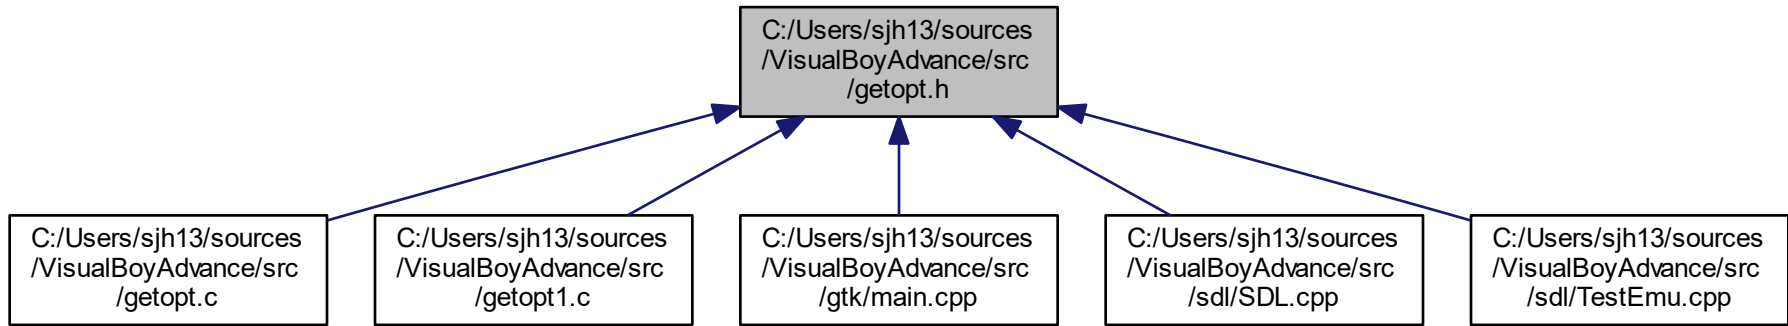 C:/Users/sjh13/sources
/VisualBoyAdvance/src
/getopt.h
C:/Users/sjh13/sources
/VisualBoyAdvance/src
/getopt.c
C:/Users/sjh13/sources
/VisualBoyAdvance/src
/getopt1.c
C:/Users/sjh13/sources
/VisualBoyAdvance/src
/gtk/main.cpp
C:/Users/sjh13/sources
/VisualBoyAdvance/src
/sdl/SDL.cpp
C:/Users/sjh13/sources
/VisualBoyAdvance/src
/sdl/TestEmu.cpp